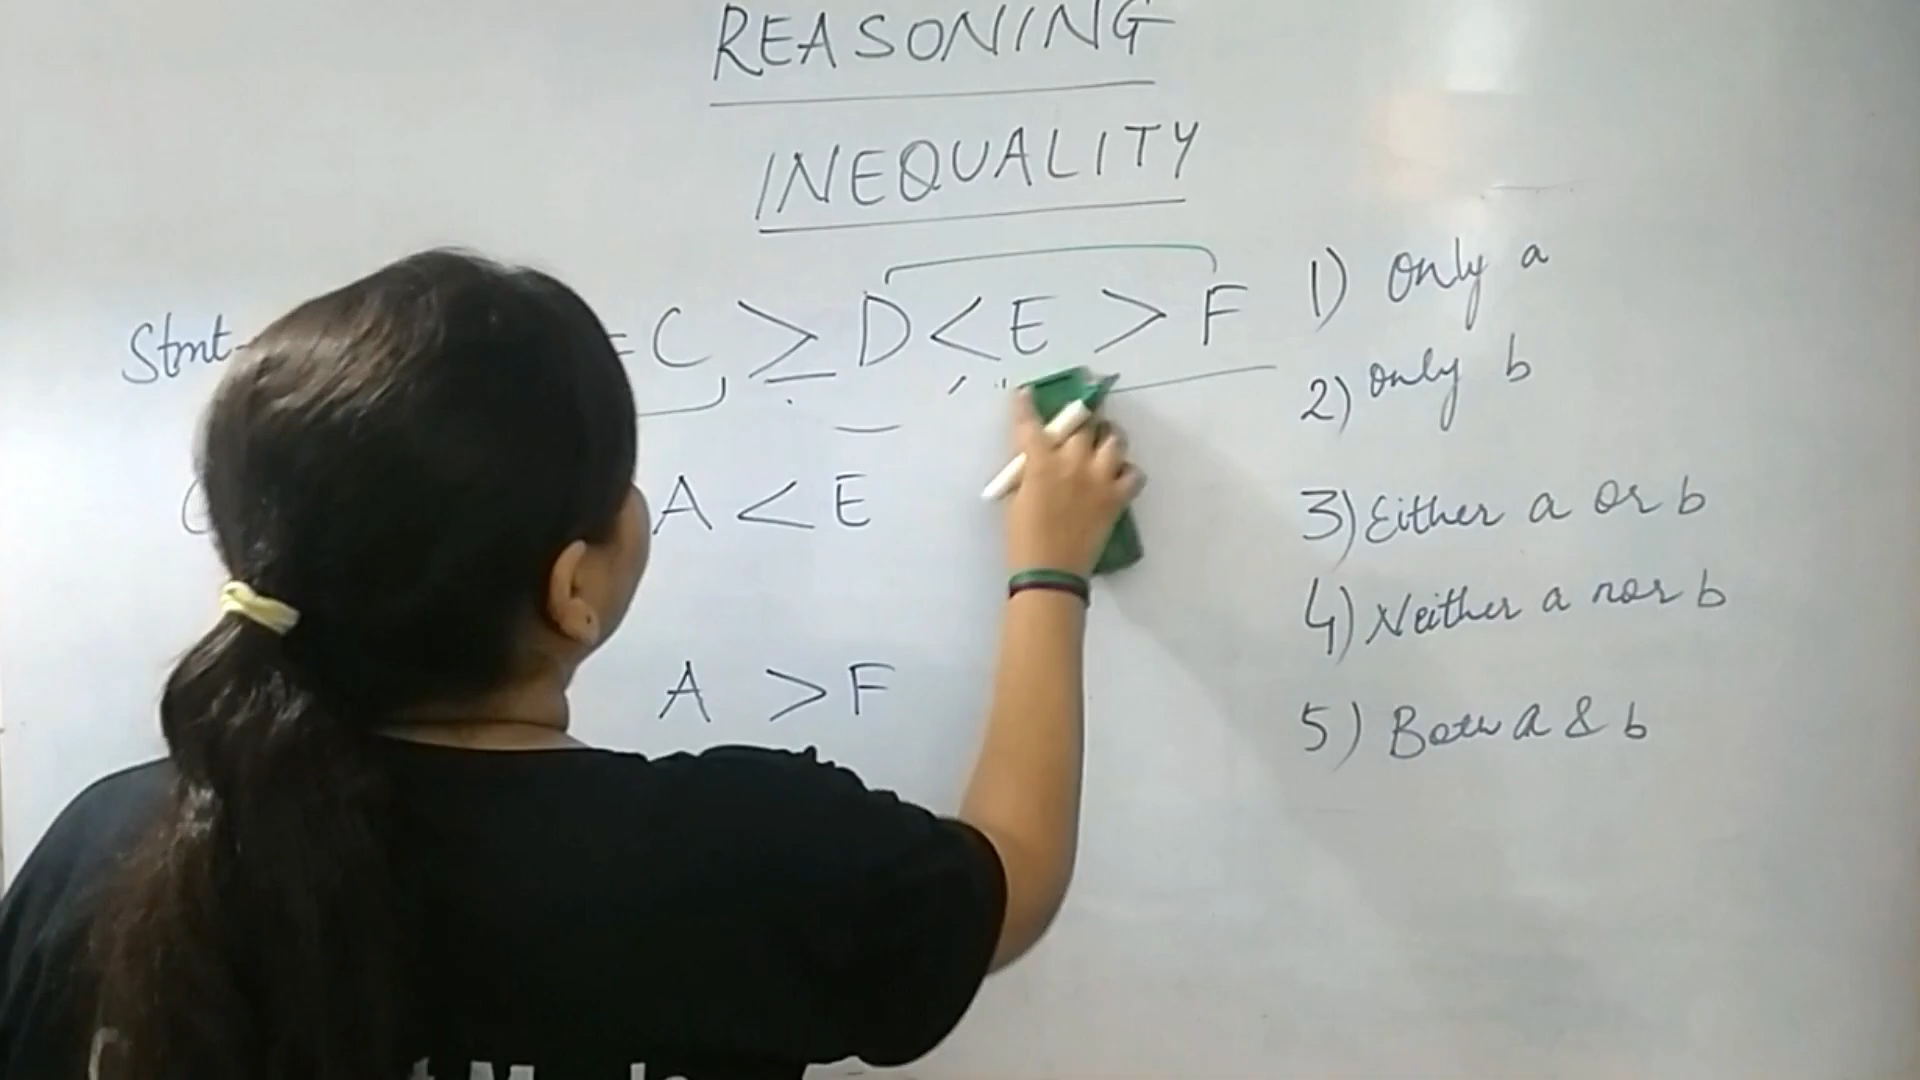 REASONING
INEQUALITY
Stmt- = C ≥ D < E > F
A < E
A > F
1) Only a
2) Only b
3) Either a or b
4) Neither a nor b
5) Both a & b